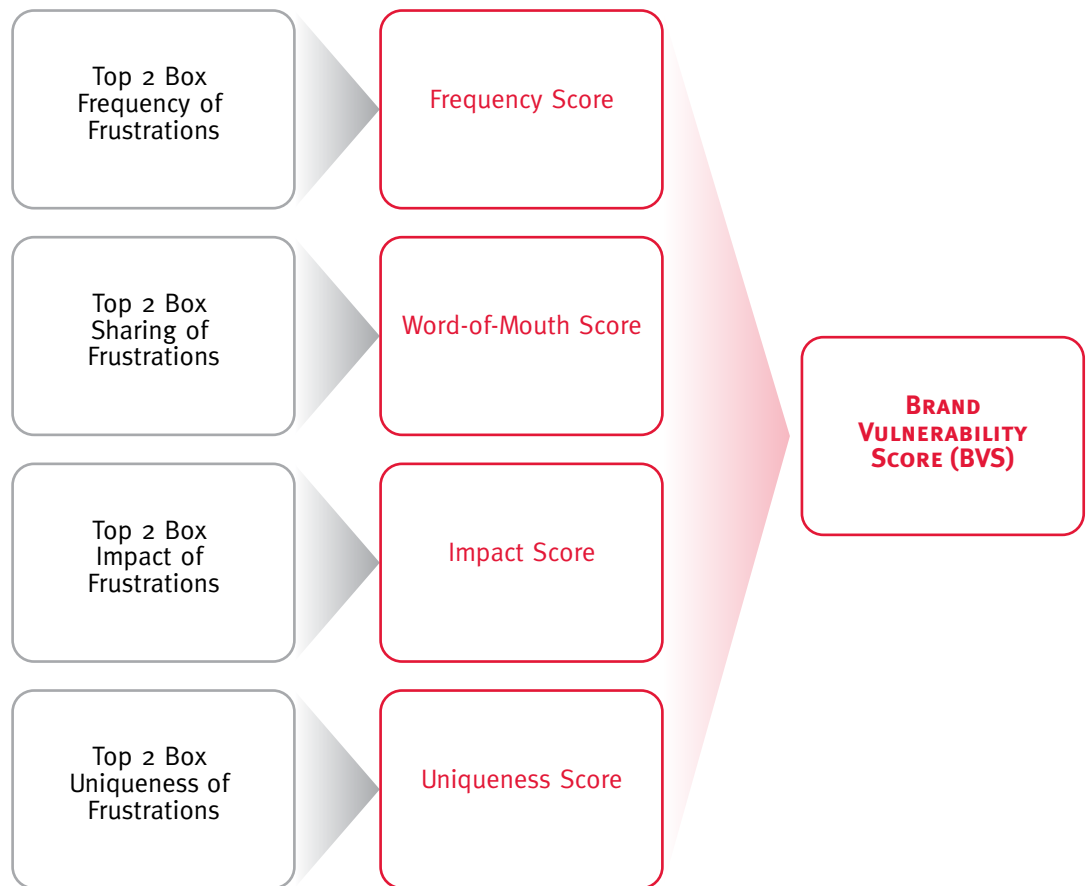 Top 2 Box
Frequency of
Frustrations
Frequency Score
Top 2 Box
Sharing of
Frustrations
Word-of-Mouth Score
Top 2 Box
Impact of
Frustrations
Impact Score
Top 2 Box
Uniqueness of
Frustrations
Uniqueness Score
BRAND
VULNERABILITY
SCORE (BVS)